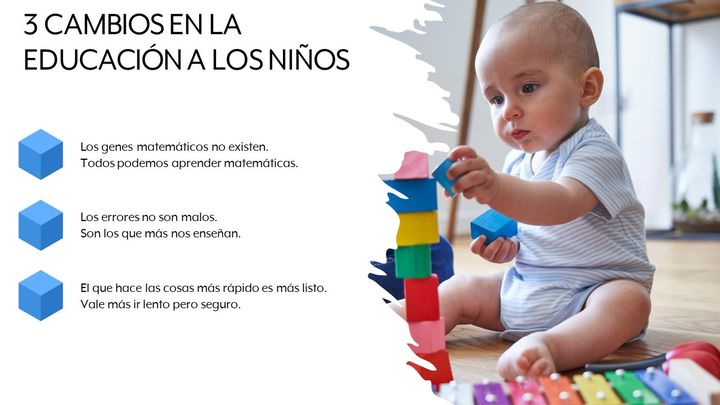 3 CAMBIOS EN LA
EDUCACIÓN A LOS NIÑOS
Los genes matemáticos no existen.
Todos podemos aprender matemáticas.
Los errores no son malos.
Son los que más nos enseñan.
El que hace las cosas más rápido es más listo.
Vale más ir lento pero seguro.